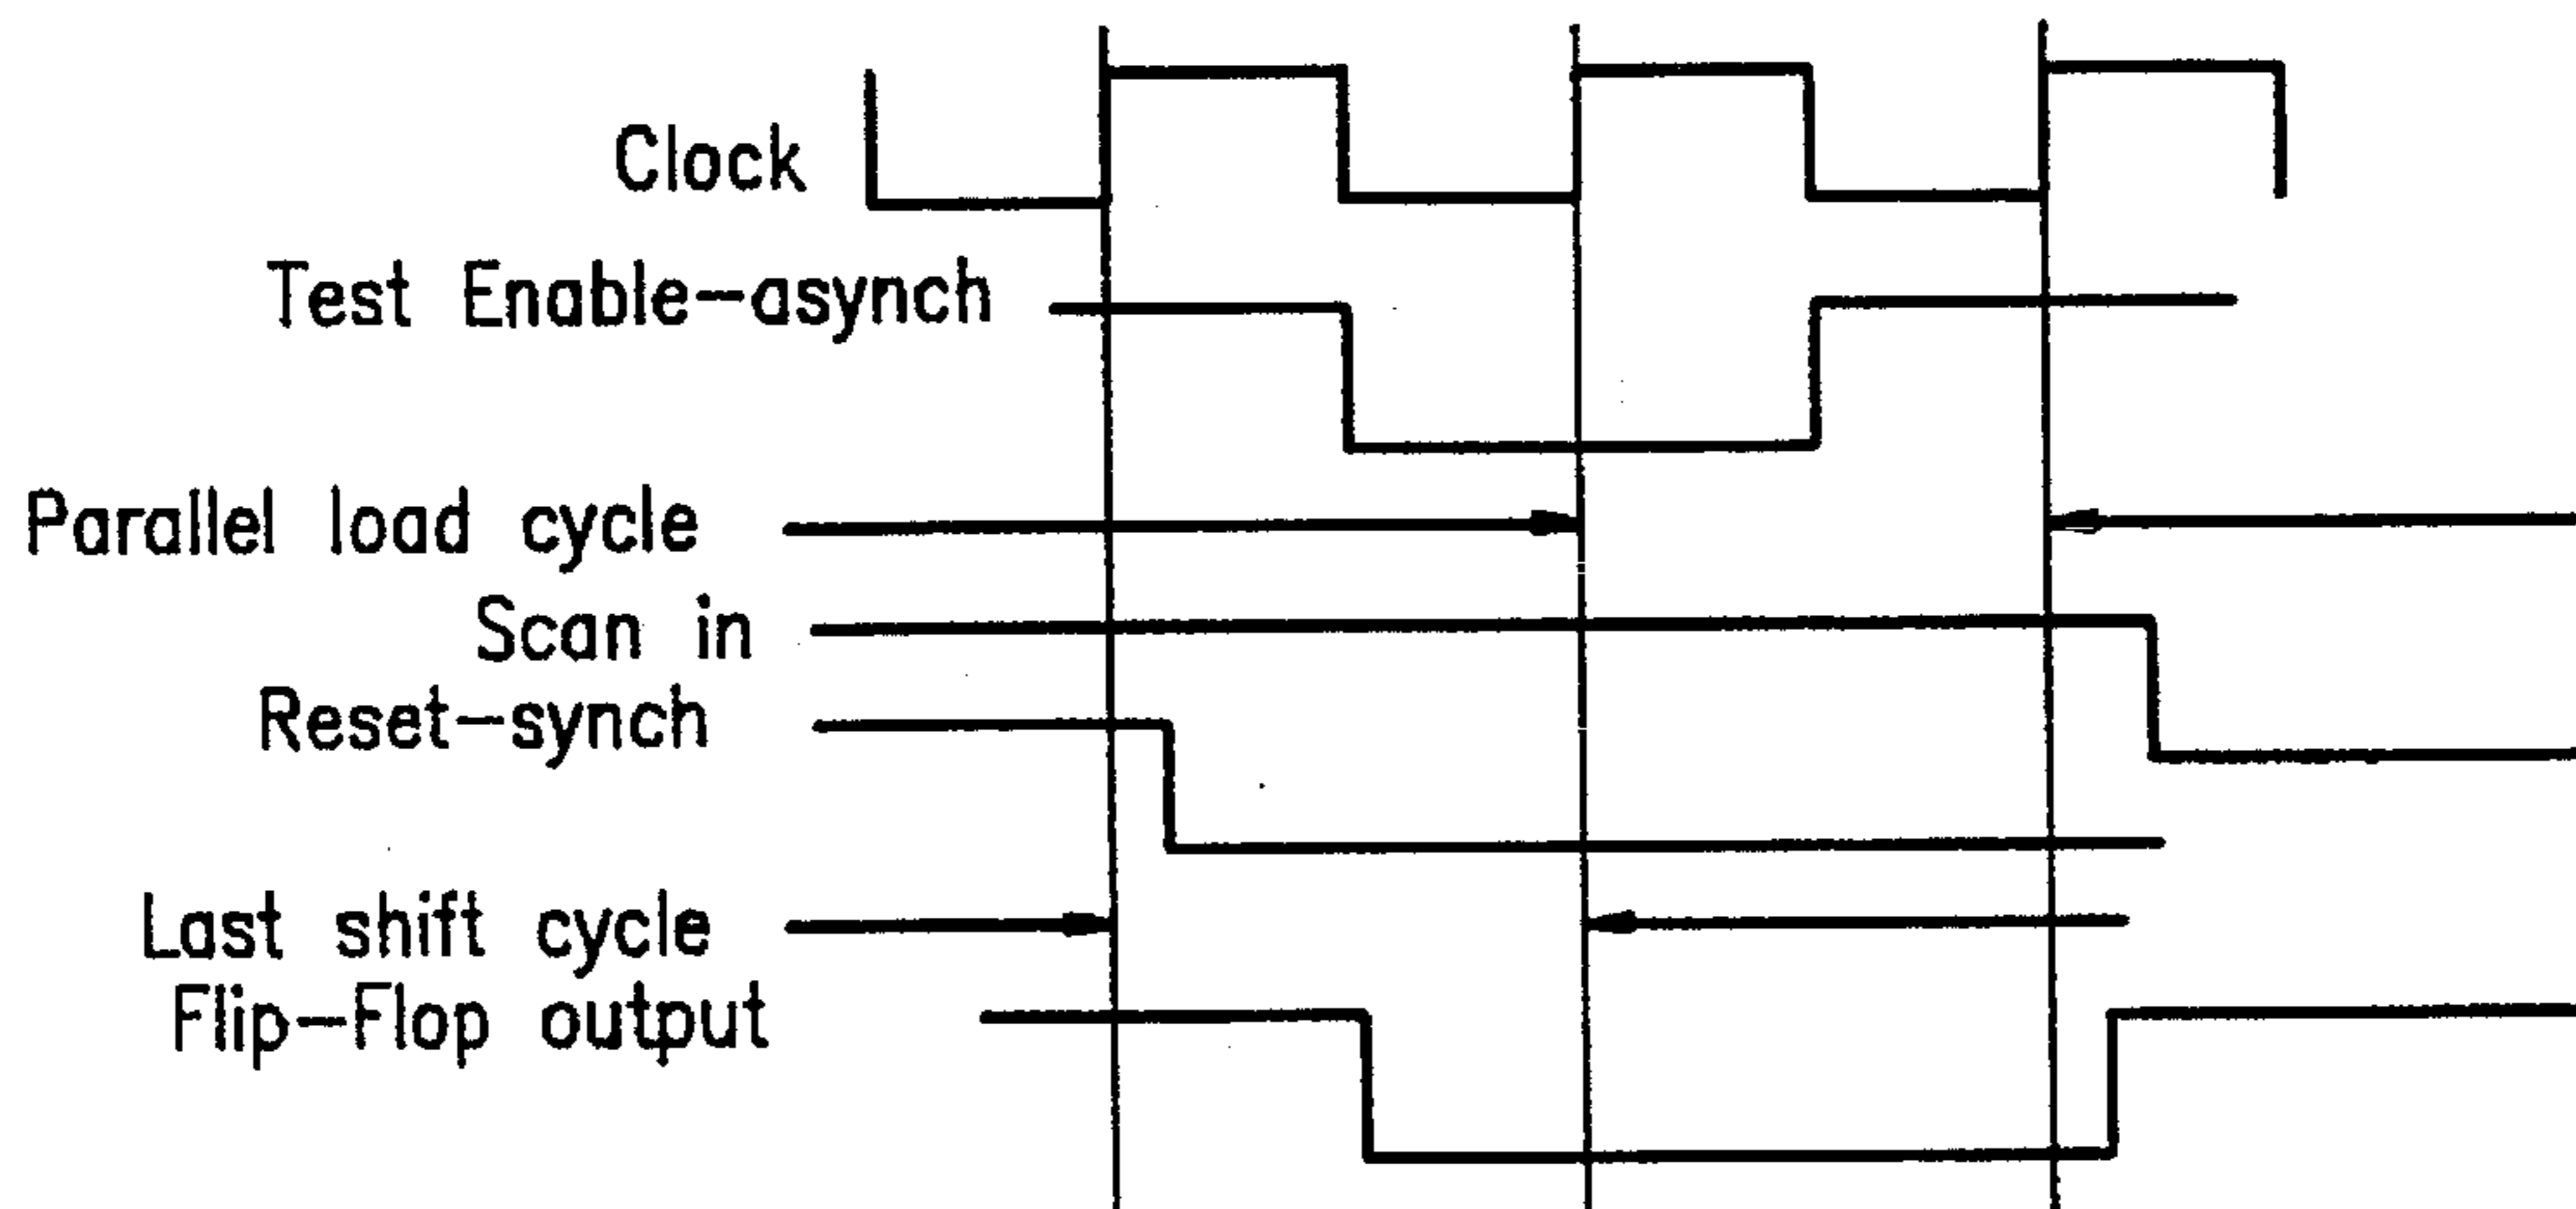 Clock
Test Enable-asynch
Parallel load cycle
Scan in
Reset-synch
Last shift cycle
Flip-Flop output